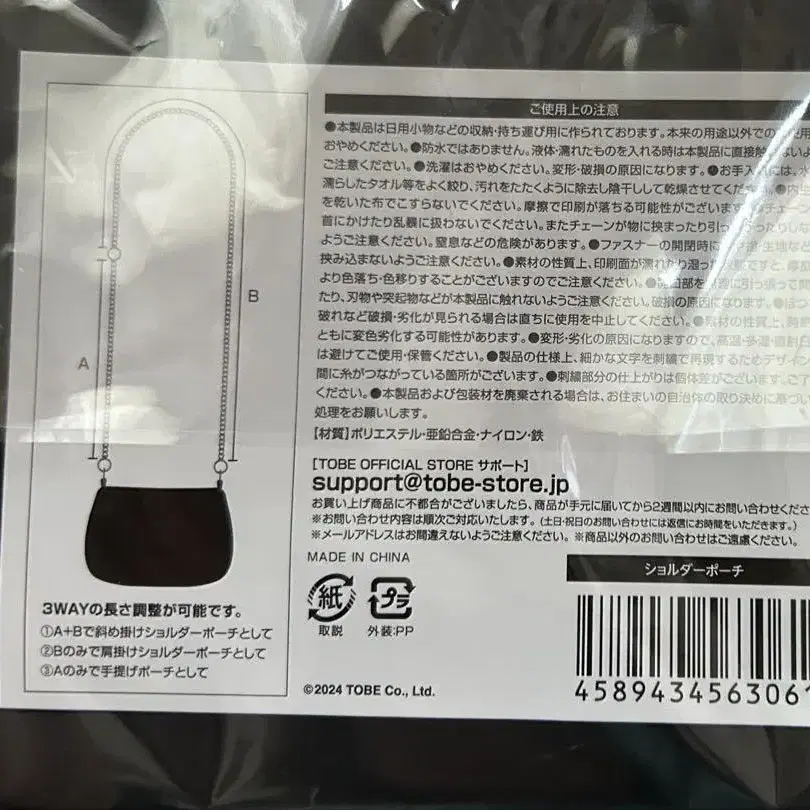 A
B
3WAYの長さ調整が可能です。
①A+Bで斜め掛けショルダーポーチとして
②Bのみで肩掛けショルダーポーチとして
③Aのみで手提げポーチとして
ご使用上の注意
●本製品は日用小物などの収納・持ち運び用に作られております。本来の用途以外での
おやめください。●防水ではありません。液体・濡れたものを入れる時は本製品に直接触
ご注意ください。●洗濯はおやめください。変形・破損の原因になります。●お手入れには、水
濡らしたタオル等をよく絞り、汚れをたたくように除去し陰干しして乾燥させてください。●内
を乾いた布でこすらないでください。摩擦で印刷が落ちる可能性がございます。●チェーン
首にかけたり乱暴に扱わないでください。またチェーンが物に挟まったり引っ
ようご注意ください。窒息などの危険があります。●ファスナーの開閉時に
挟み込まないようご注意ください。●素材の性質上、印刷面が濡れたり湿った状態ですと、摩
より色落ち・色移りすることがございますのでご注意ください。
たり、刃物や突起物などが本製品に触れないようご注意ください。破損の原因になります。
破れなど破損・劣化が見られる場合は直ちに使用を中止してください。●素材の性質上、時
ともに変色劣化する可能性があります。●変形・劣化の原因になりますので、高温・多湿・直射日
は避けてご使用・保管ください。●製品の仕様上、細かな文字を刺繍で再現するためデザイン
間に糸がつながっている箇所がございます。●刺繍部分の仕上がりは個体差がございます。ご了
ください。●本製品および包装材を廃棄される場合は、お住まいの自治体の取り決めに基づい
処理をお願いします。
【材質】ポリエステル・亜鉛合金・ナイロン・鉄
[TOBE OFFICIAL STORE サポート]
support@tobe-store.jp
お買い上げ商品に不都合がございましたら、商品が手元に届いてから2週間以内にお問い合わせくださ
※お問い合わせ内容は順次ご対応いたします。(土日・祝日のお問い合わせには返信にお時間をいただきます。)
※メールアドレスはお間違えないようご注意ください。※商品以外のお問い合わせはご遠慮ください。
MADE IN CHINA
紙
取説
プラ
外装:PP
ショルダーポーチ
458943456306
©2024 TOBE Co., Ltd.